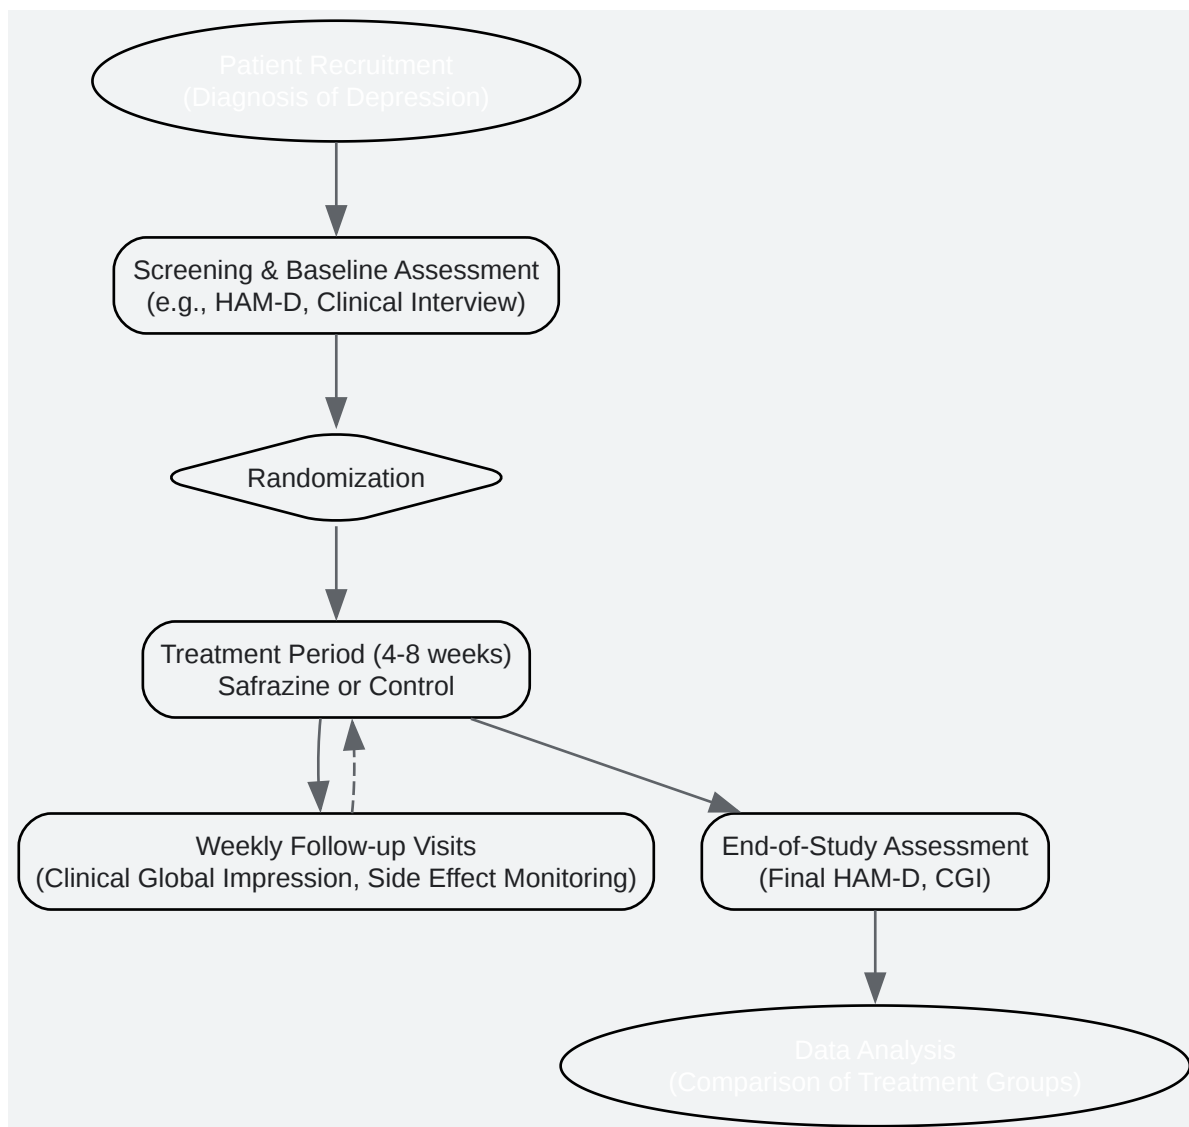 Patient Recruitment
(Diagnosis of Depression)
Screening & Baseline Assessment
(e.g., HAM-D, Clinical Interview)
Randomization
Treatment Period (4-8 weeks)
Safrazine or Control
Weekly Follow-up Visits
(Clinical Global Impression, Side Effect Monitoring)
End-of-Study Assessment
(Final HAM-D, CGI)
Data Analysis
(Comparison of Treatment Groups)